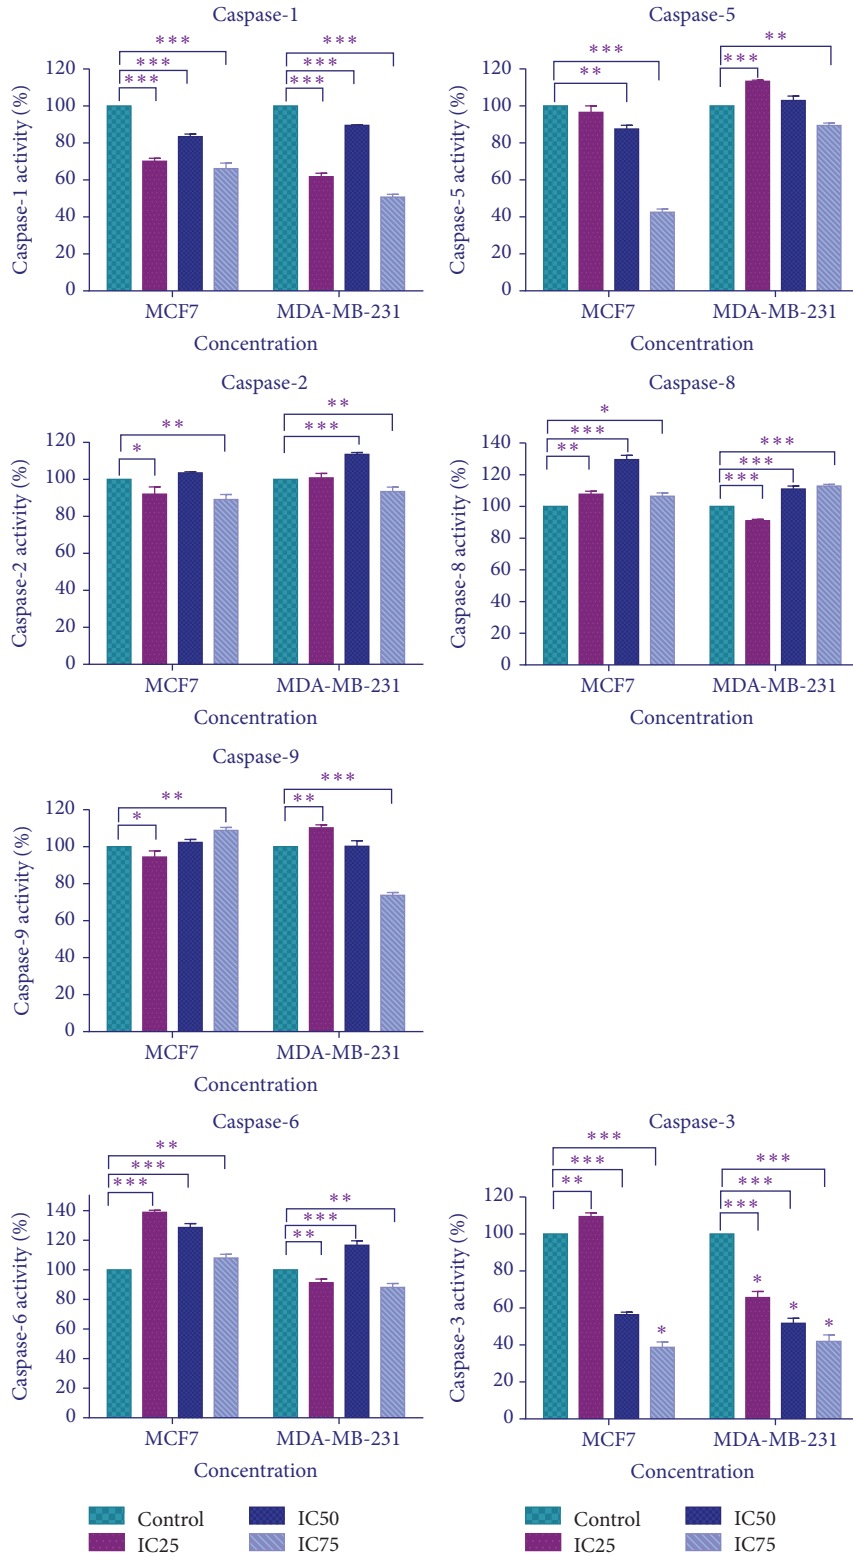 Caspase-1
Caspase-1 activity (%)
120
100
80
60
40
20
0
***
***
***
***
***
***
MCF7
MDA-MB-231
Concentration
Caspase-5
Caspase-5 activity (%)
120
100
80
60
40
20
0
***
**
**
***
MCF7
MDA-MB-231
Concentration
Caspase-2
Caspase-2 activity (%)
120
100
80
60
40
20
0
**
*
**
***
MCF7
MDA-MB-231
Concentration
Caspase-8
Caspase-8 activity (%)
140
120
100
80
60
40
20
0
*
***
**
***
***
***
MCF7
MDA-MB-231
Concentration
Caspase-9
Caspase-9 activity (%)
120
100
80
60
40
20
0
**
*
***
**
MCF7
MDA-MB-231
Concentration
Caspase-6
Caspase-6 activity (%)
140
120
100
80
60
40
20
0
**
***
***
**
***
**
MCF7
MDA-MB-231
Concentration
Caspase-3
Caspase-3 activity (%)
120
100
80
60
40
20
0
***
***
**
*
***
***
***
*
*
*
MCF7
MDA-MB-231
Concentration
Control
IC25
IC50
IC75
Control
IC25
IC50
IC75